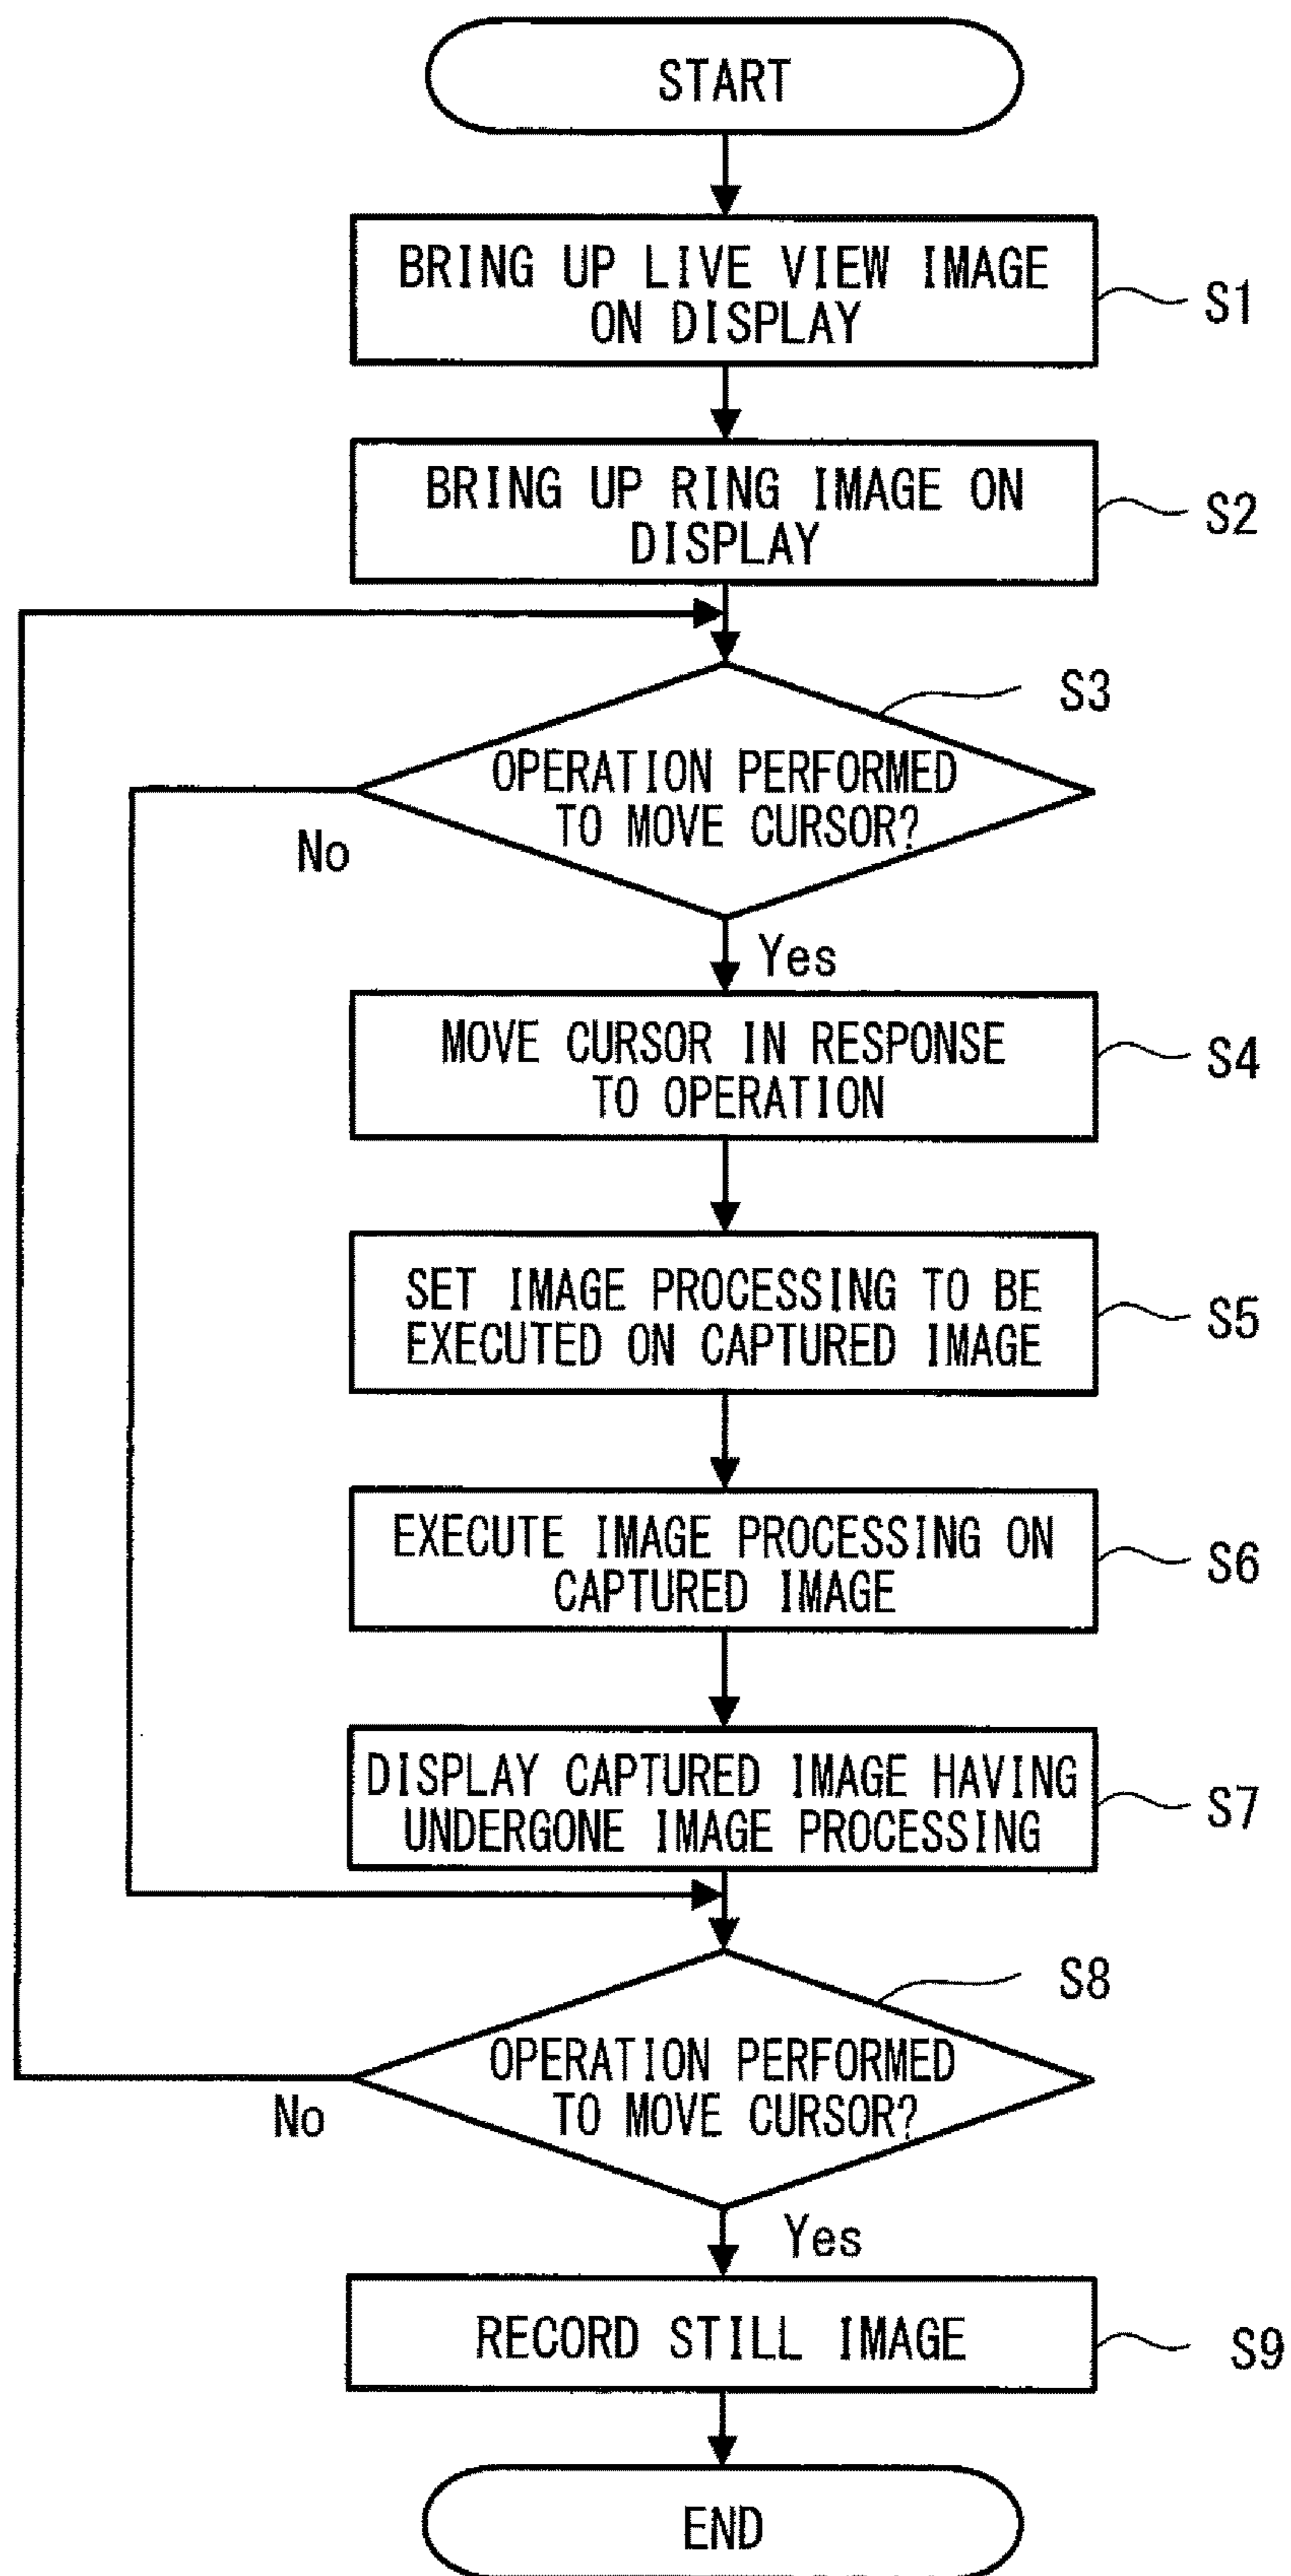 START
BRING UP LIVE VIEW IMAGE
ON DISPLAY
S1
BRING UP RING IMAGE ON
DISPLAY
S2
S3
OPERATION PERFORMED
TO MOVE CURSOR?
No
Yes
MOVE CURSOR IN RESPONSE
TO OPERATION
S4
SET IMAGE PROCESSING TO BE
EXECUTED ON CAPTURED IMAGE
S5
EXECUTE IMAGE PROCESSING ON
CAPTURED IMAGE
S6
DISPLAY CAPTURED IMAGE HAVING
UNDERGONE IMAGE PROCESSING
S7
S8
OPERATION PERFORMED
TO MOVE CURSOR?
No
Yes
RECORD STILL IMAGE
S9
END